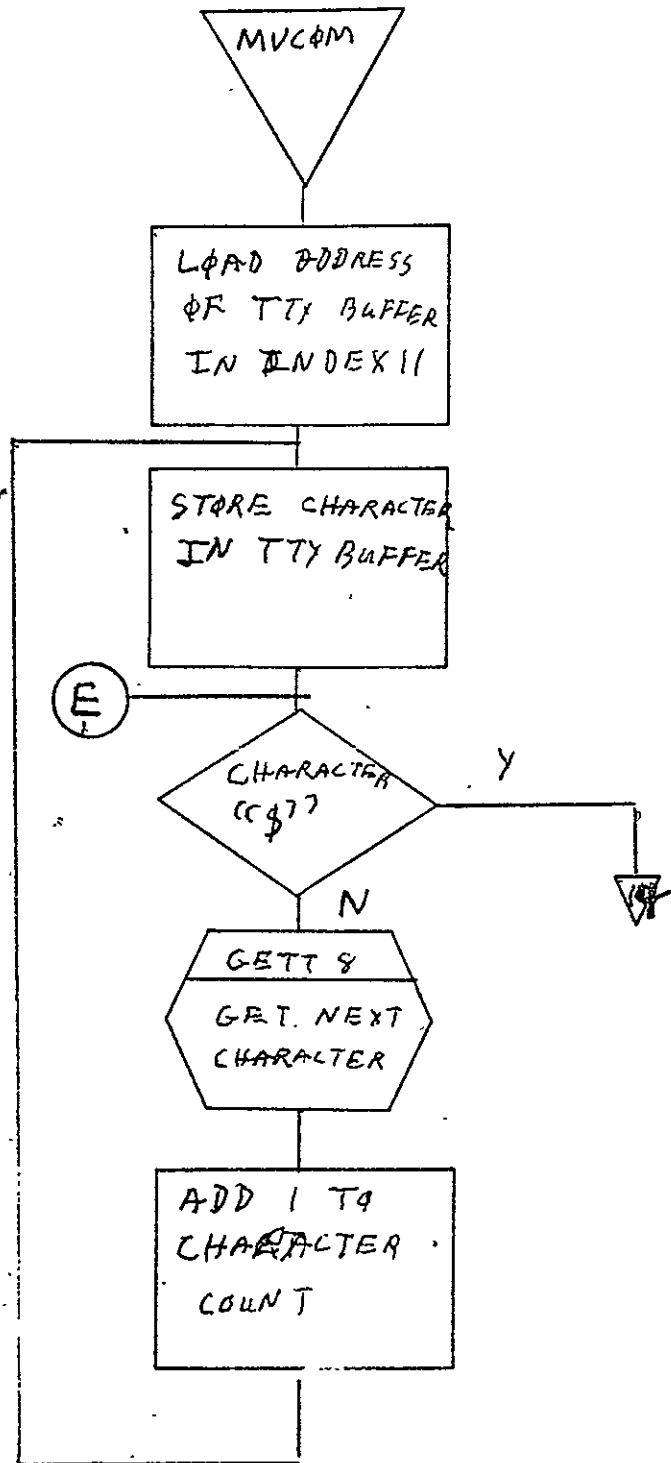 MVCØM
LØAD ADDRESS
ØF TTY BUFFER
IN INDEX 11
STØRE CHARACTER
IN TTY BUFFER
E
CHARACTER
"$"
Y
N
GETT 8
GET NEXT
CHARACTER
ADD 1 TØ
CHARACTER
COUNT